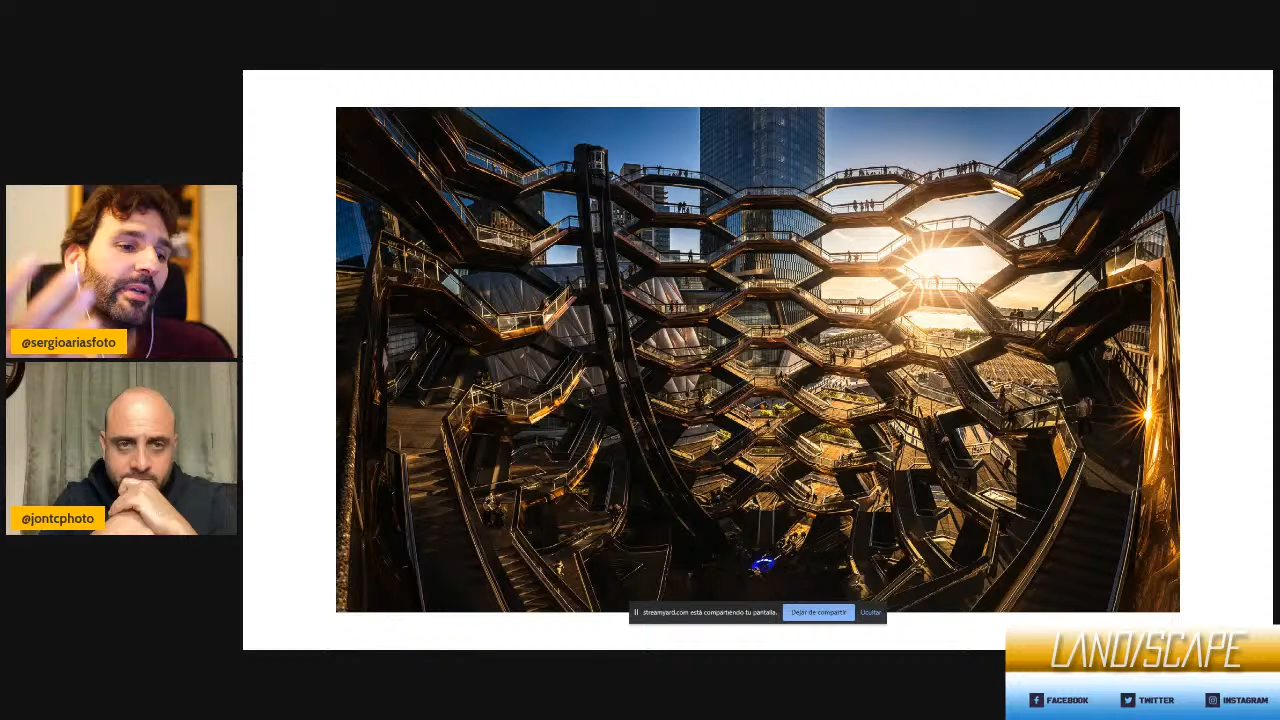 @sergioariasfoto
@jontcphoto
streamyard.com está compartiendo tu pantalla.
Dejar de compartir
Ocultar
LAND/SCAPE
FACEBOOK
TWITTER
INSTAGRAM